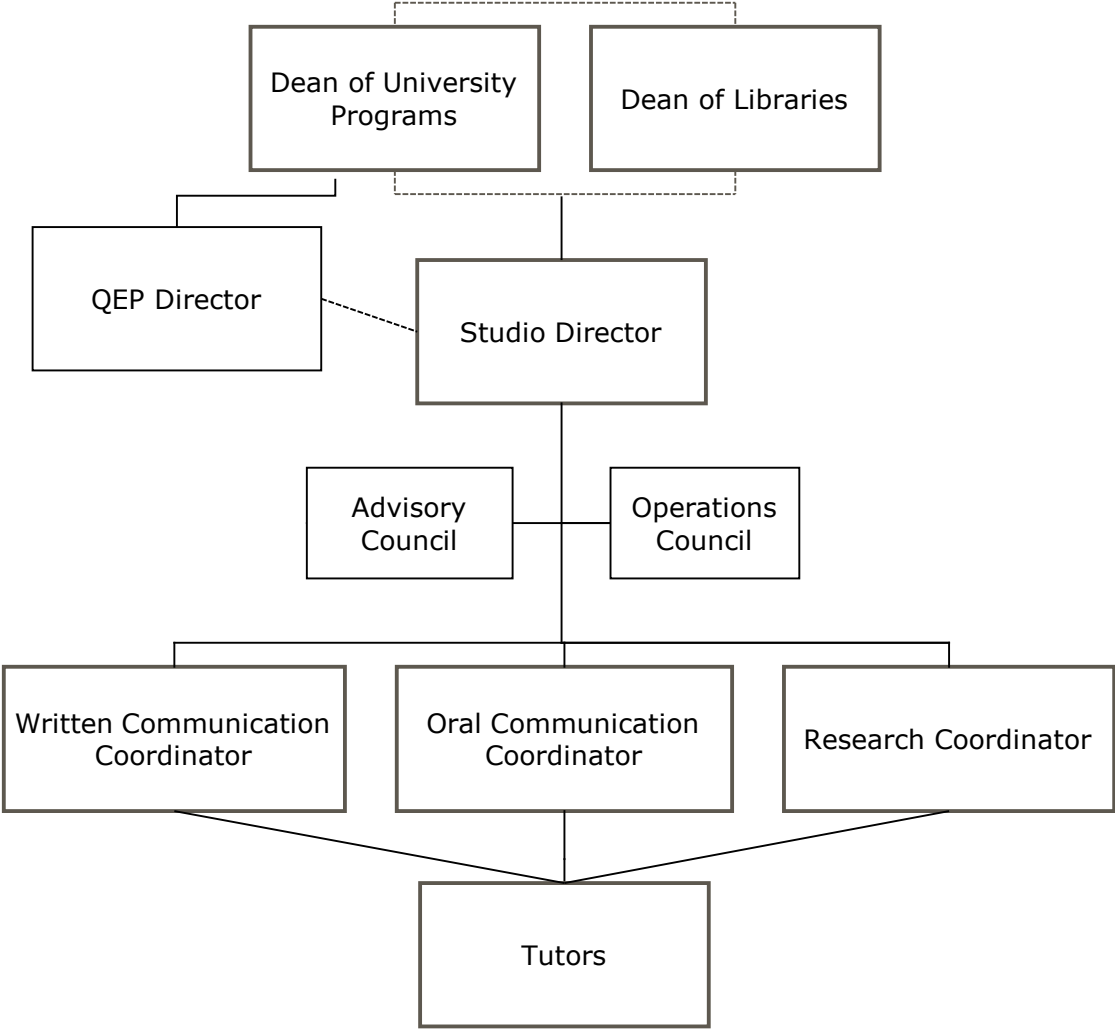 Dean of University
Programs
Dean of Libraries
QEP Director
Studio Director
Advisory
Council
Operations
Council
Written Communication
Coordinator
Oral Communication
Coordinator
Research Coordinator
Tutors